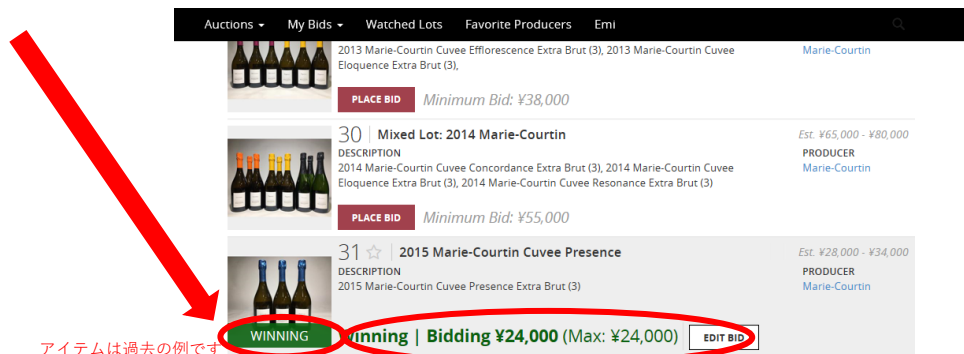 Auctions My Bids Watched Lots Favorite Producers Emi
2013 Marie-Courtin Cuvee Efflorescence Extra Brut (3), 2013 Marie-Courtin Cuvee
Eloquence Extra Brut (3),
Marie-Courtin
PLACE BID Minimum Bid: ¥38,000
30 Mixed Lot: 2014 Marie-Courtin
Est. ¥65,000 - ¥80,000
DESCRIPTION
PRODUCER
2014 Marie-Courtin Cuvee Concordance Extra Brut (3), 2014 Marie-Courtin Cuvee
Eloquence Extra Brut (3), 2014 Marie-Courtin Cuvee Resonance Extra Brut (3)
Marie-Courtin
PLACE BID Minimum Bid: ¥55,000
31 2015 Marie-Courtin Cuvee Presence
Est. ¥28,000 - ¥34,000
DESCRIPTION
PRODUCER
2015 Marie-Courtin Cuvee Presence Extra Brut (3)
Marie-Courtin
WINNING Winning | Bidding ¥24,000 (Max: ¥24,000) EDIT BID
アイテムは過去の例です